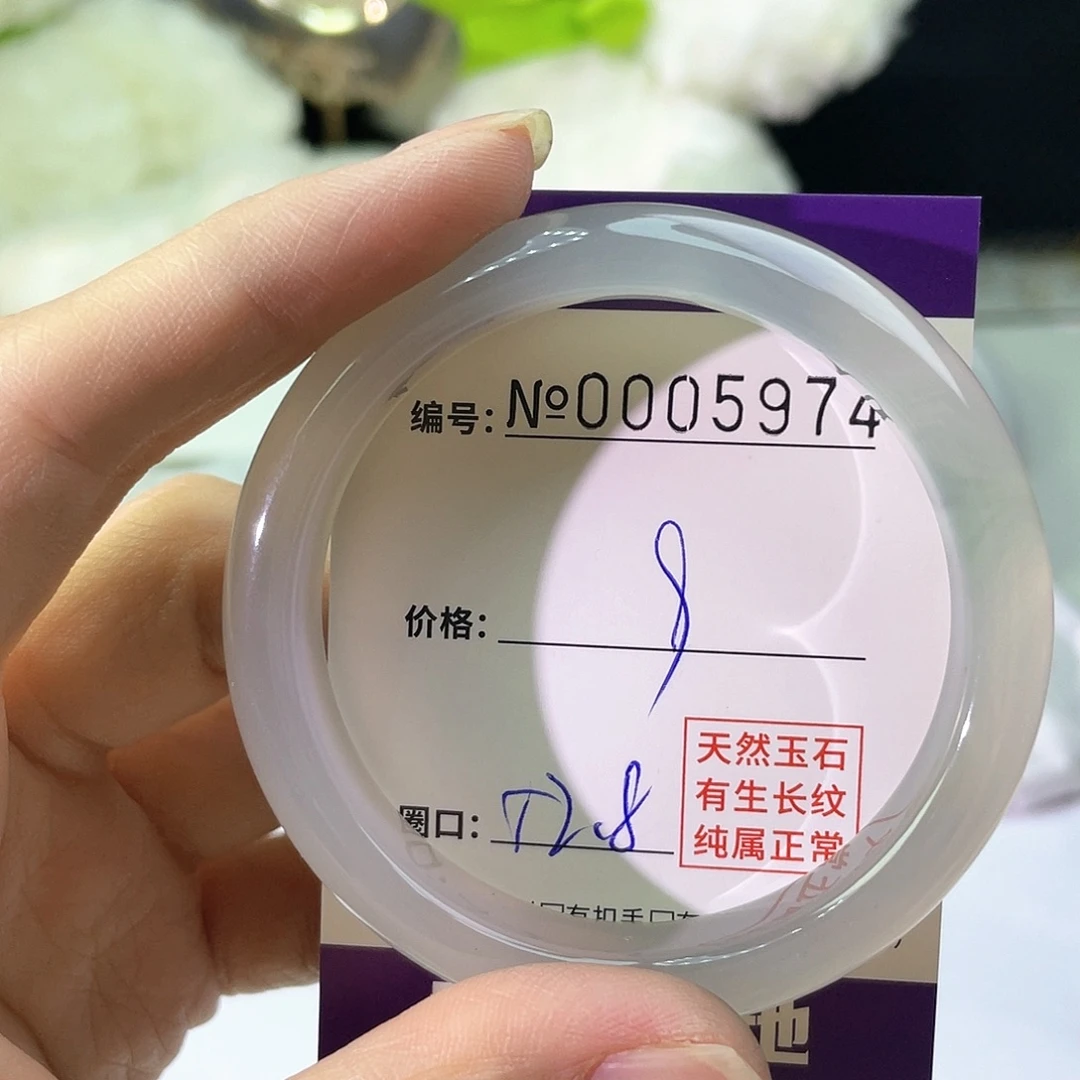 编号: №0005974
价格: 8
圈口: T2.8
天然玉石
有生长纹
纯属正常